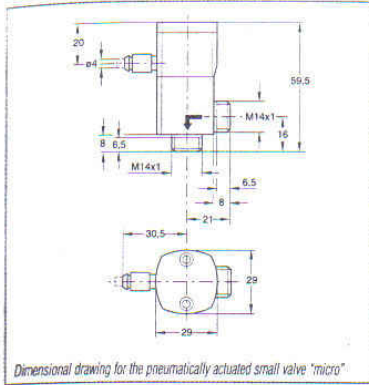 20
ø4
59,5
M14x1
16
8
6,5
M14x1
6,5
8
21
30,5
29
29
Dimensional drawing for the pneumatically actuated small valve "micro"